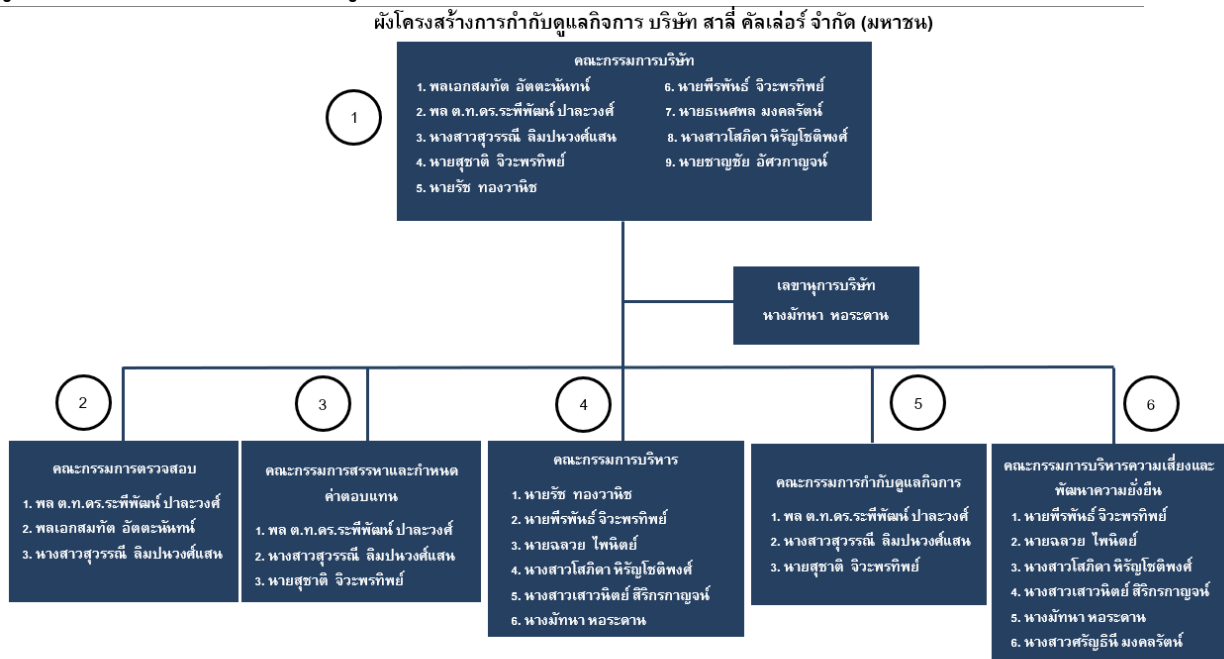 ผังโครงสร้างการกำกับดูแลกิจการ บริษัท สาลี่ คัลเล่อร์ จำกัด (มหาชน)
1
คณะกรรมการบริษัท
1. พลเอกสมทัต อัตตะนันทน์
2. พล ต.ท.ดร.ระพีพัฒน์ ปาละวงศ์
3. นางสาวสุวรรณี ลิมปนวงศ์แสน
4. นายสุชาติ จิวะพรทิพย์
5. นายรัช ทองวานิช
6. นายพีรพันธ์ จิวะพรทิพย์
7. นายธเนศพล มงคลรัตน์
8. นางสาวโสภิดา หิรัญโชติพงศ์
9. นายชาญชัย อัศวกาญจน์
เลขานุการบริษัท
นางมัทนา หอระดาน
2
คณะกรรมการตรวจสอบ
1. พล ต.ท.ดร.ระพีพัฒน์ ปาละวงศ์
2. พลเอกสมทัต อัตตะนันทน์
3. นางสาวสุวรรณี ลิมปนวงศ์แสน
3
คณะกรรมการสรรหาและกำหนด
ค่าตอบแทน
1. พล ต.ท.ดร.ระพีพัฒน์ ปาละวงศ์
2. นางสาวสุวรรณี ลิมปนวงศ์แสน
3. นายสุชาติ จิวะพรทิพย์
4
คณะกรรมการบริหาร
1. นายรัช ทองวานิช
2. นายพีรพันธ์ จิวะพรทิพย์
3. นายฉลวย ไพนิตย์
4. นางสาวโสภิดา หิรัญโชติพงศ์
5. นางสาวเสาวนิตย์ สิริกรกาญจน์
6. นางมัทนา หอระดาน
5
คณะกรรมการกำกับดูแลกิจการ
1. พล ต.ท.ดร.ระพีพัฒน์ ปาละวงศ์
2. นางสาวสุวรรณี ลิมปนวงศ์แสน
3. นายสุชาติ จิวะพรทิพย์
6
คณะกรรมการบริหารความเสี่ยงและ
พัฒนาความยั่งยืน
1. นายพีรพันธ์ จิวะพรทิพย์
2. นายฉลวย ไพนิตย์
3. นางสาวโสภิดา หิรัญโชติพงศ์
4. นางสาวเสาวนิตย์ สิริกรกาญจน์
5. นางมัทนา หอระดาน
6. นางสาวศรัญธินี มงคลรัตน์